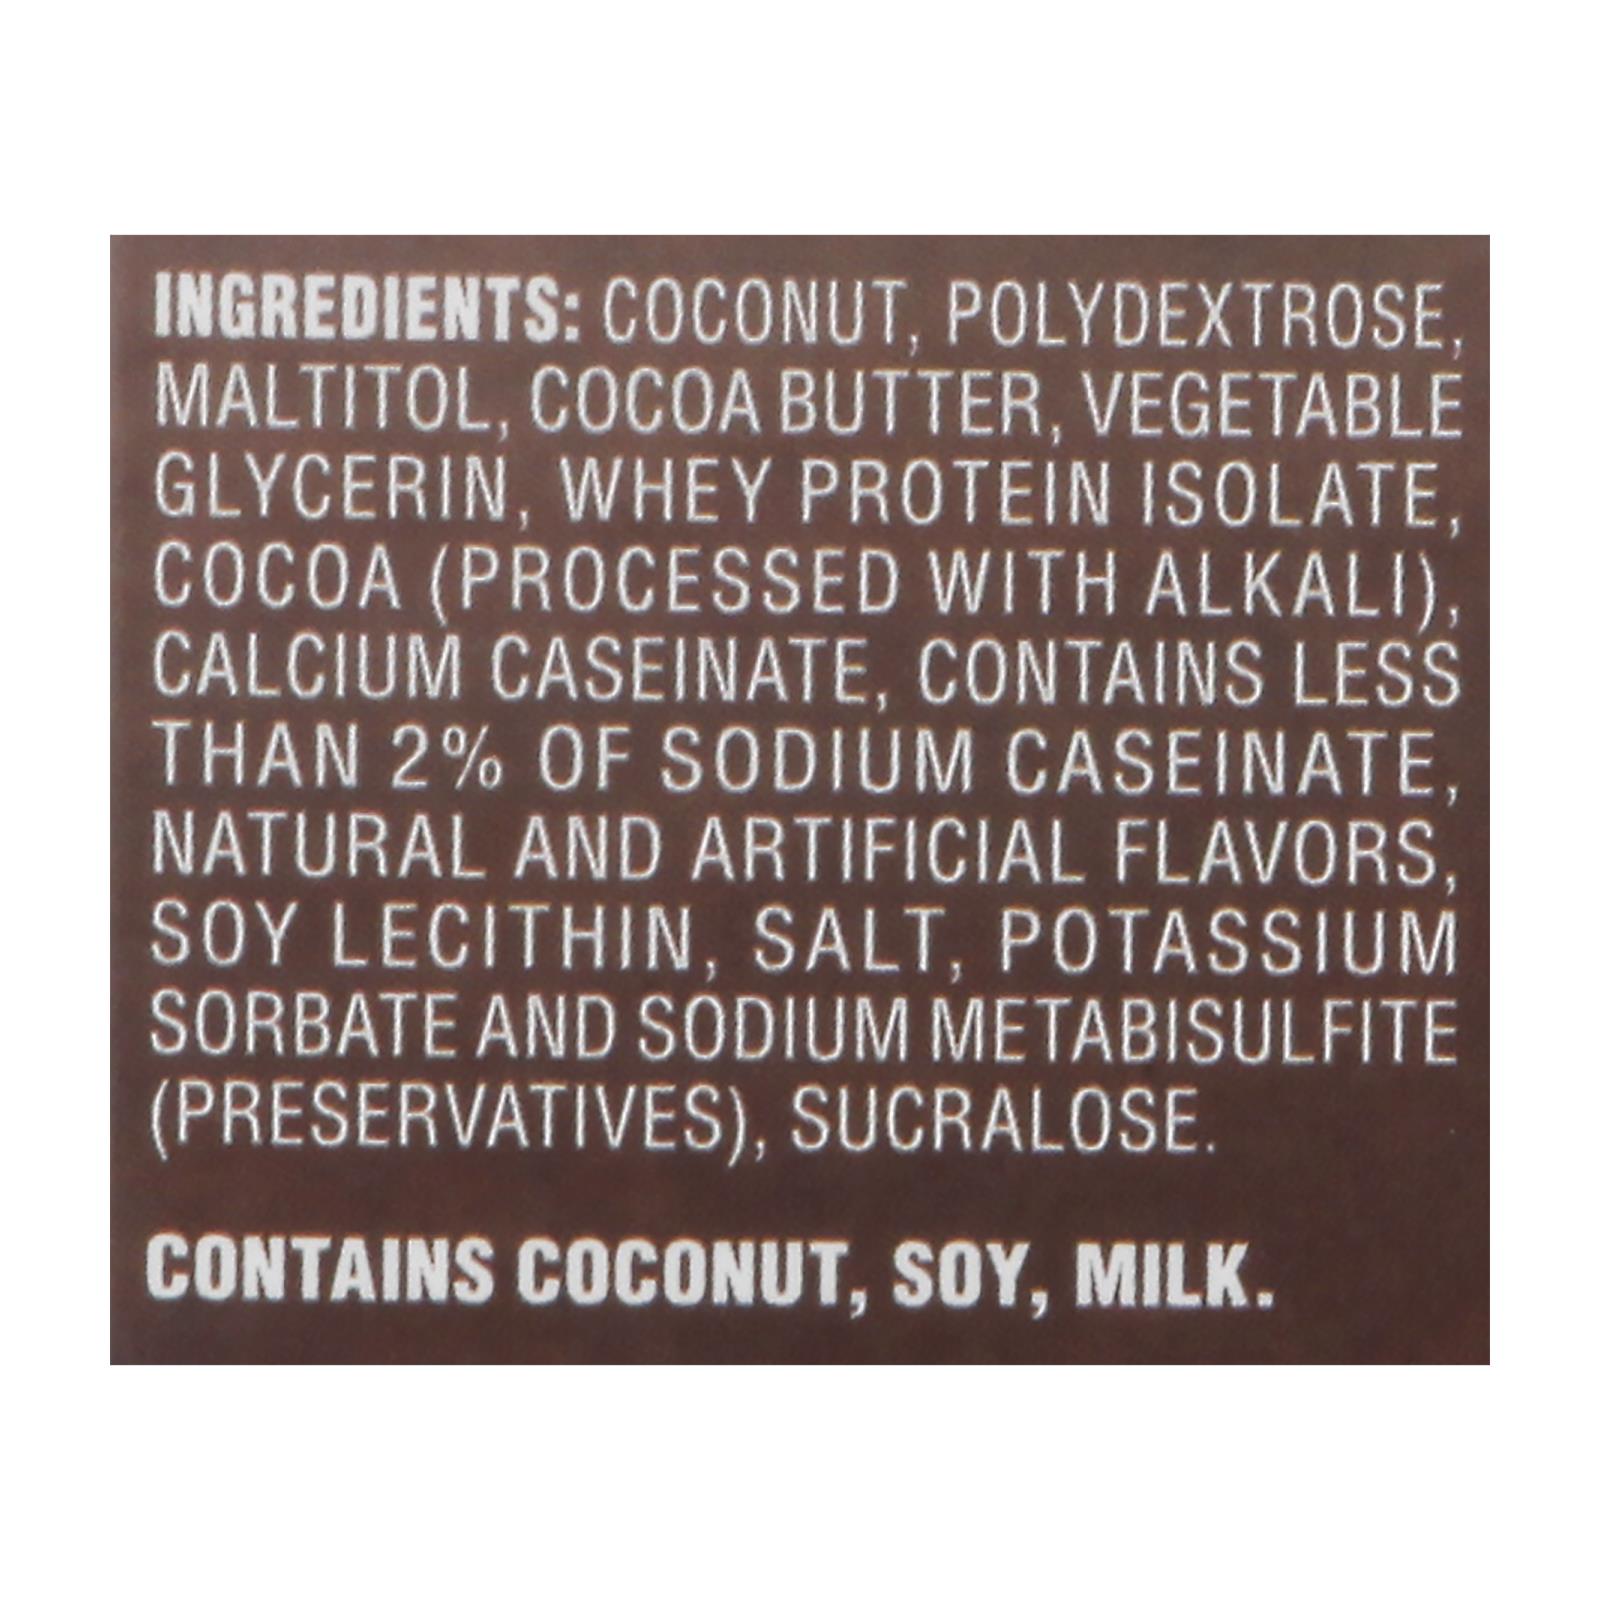 INGREDIENTS: COCONUT, POLYDEXTROSE,
MALTITOL, COCOA BUTTER, VEGETABLE
GLYCERIN, WHEY PROTEIN ISOLATE,
COCOA (PROCESSED WITH ALKALI),
CALCIUM CASEINATE, CONTAINS LESS
THAN 2% OF SODIUM CASEINATE,
NATURAL AND ARTIFICIAL FLAVORS,
SOY LECITHIN, SALT, POTASSIUM
SORBATE AND SODIUM METABISULFITE
(PRESERVATIVES), SUCRALOSE.
CONTAINS COCONUT, SOY, MILK.